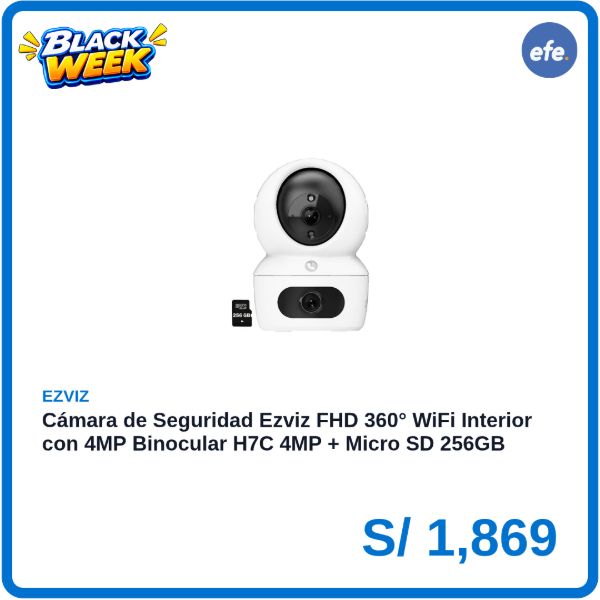 BLACK
WEEK
efe.
256 GB
EZVIZ
Cámara de Seguridad Ezviz FHD 360° WiFi Interior
con 4MP Binocular H7C 4MP + Micro SD 256GB
S/ 1,869